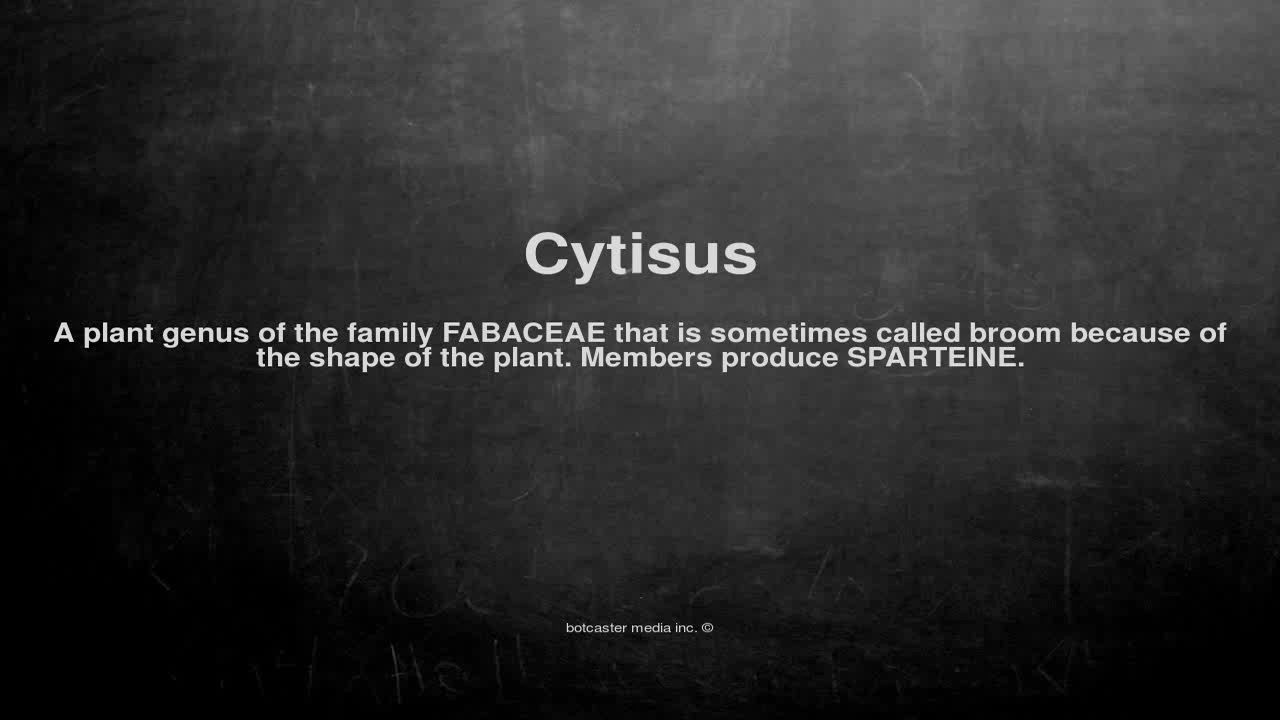 Cytisus
A plant genus of the family FABACEAE that is sometimes called broom because of
the shape of the plant. Members produce SPARTEINE.
botcaster media inc. ©